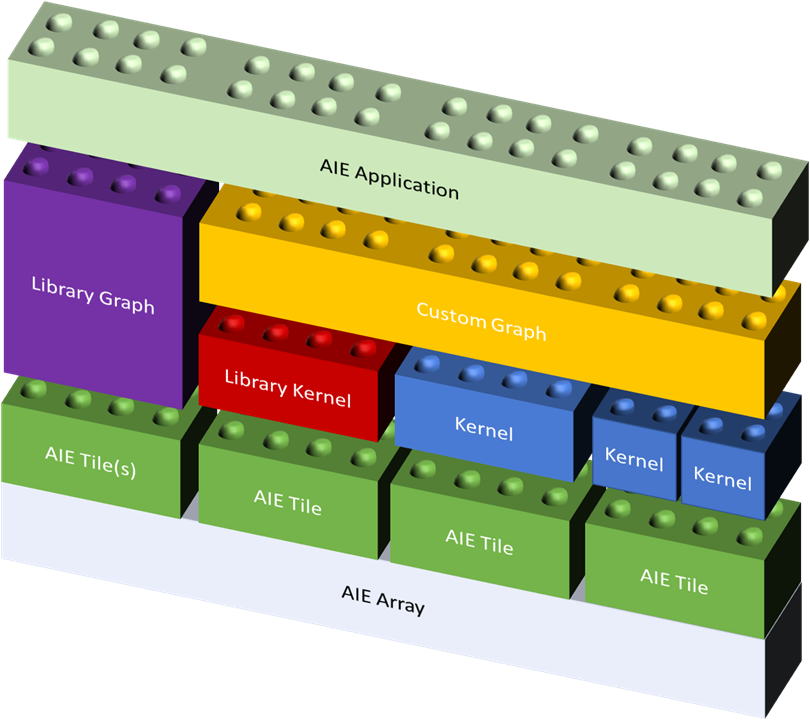 AIE Application
Library Graph
Custom Graph
Library Kernel
Kernel
Kernel
Kernel
AIE Tile(s)
AIE Tile
AIE Tile
AIE Tile
AIE Array